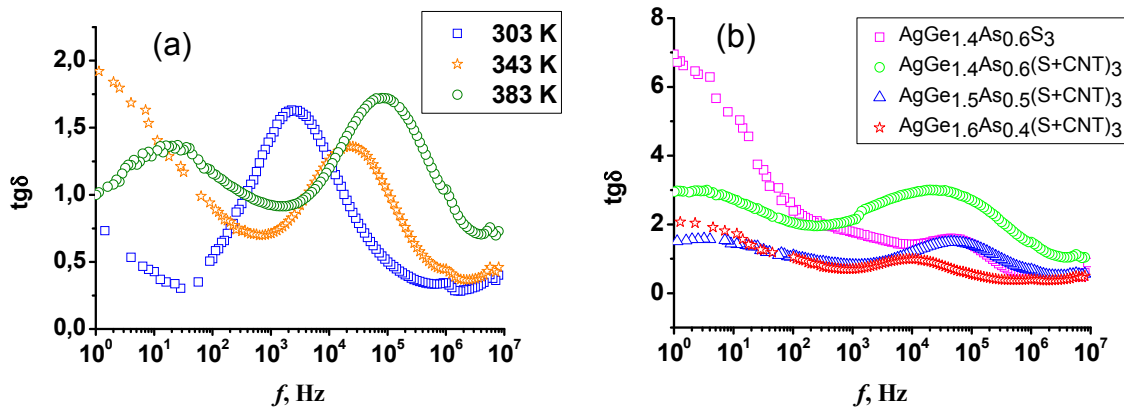 (a)
303 K
343 K
383 K
tgδ
2,0
1,5
1,0
0,5
0,0
10⁰ 10¹ 10² 10³ 10⁴ 10⁵ 10⁶ 10⁷
f, Hz
(b)
AgGe₁.₄As₀.₆S₃
AgGe₁.₄As₀.₆(S+CNT)₃
AgGe₁.₅As₀.₅(S+CNT)₃
AgGe₁.₆As₀.₄(S+CNT)₃
tgδ
8
6
4
2
0
10⁰ 10¹ 10² 10³ 10⁴ 10⁵ 10⁶ 10⁷
f, Hz